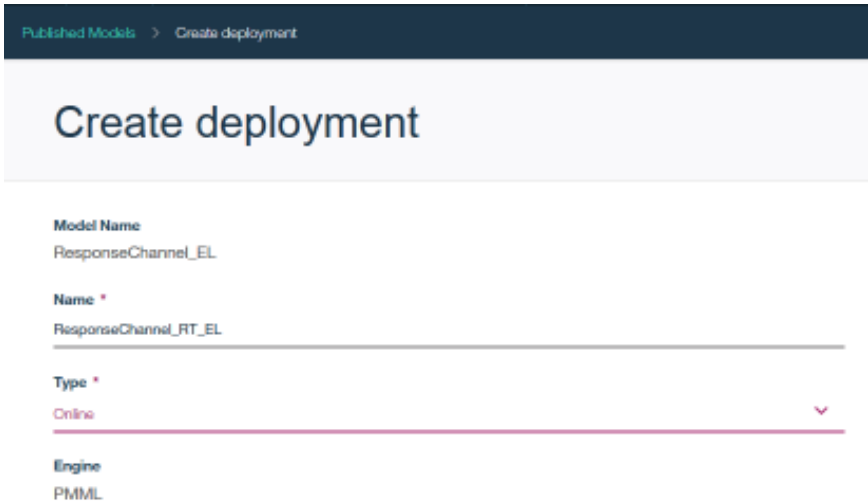 Published Models > Create deployment
Create deployment
Model Name
ResponseChannel_EL
Name *
ResponseChannel_RT_EL
Type *
Online
Engine
PMML